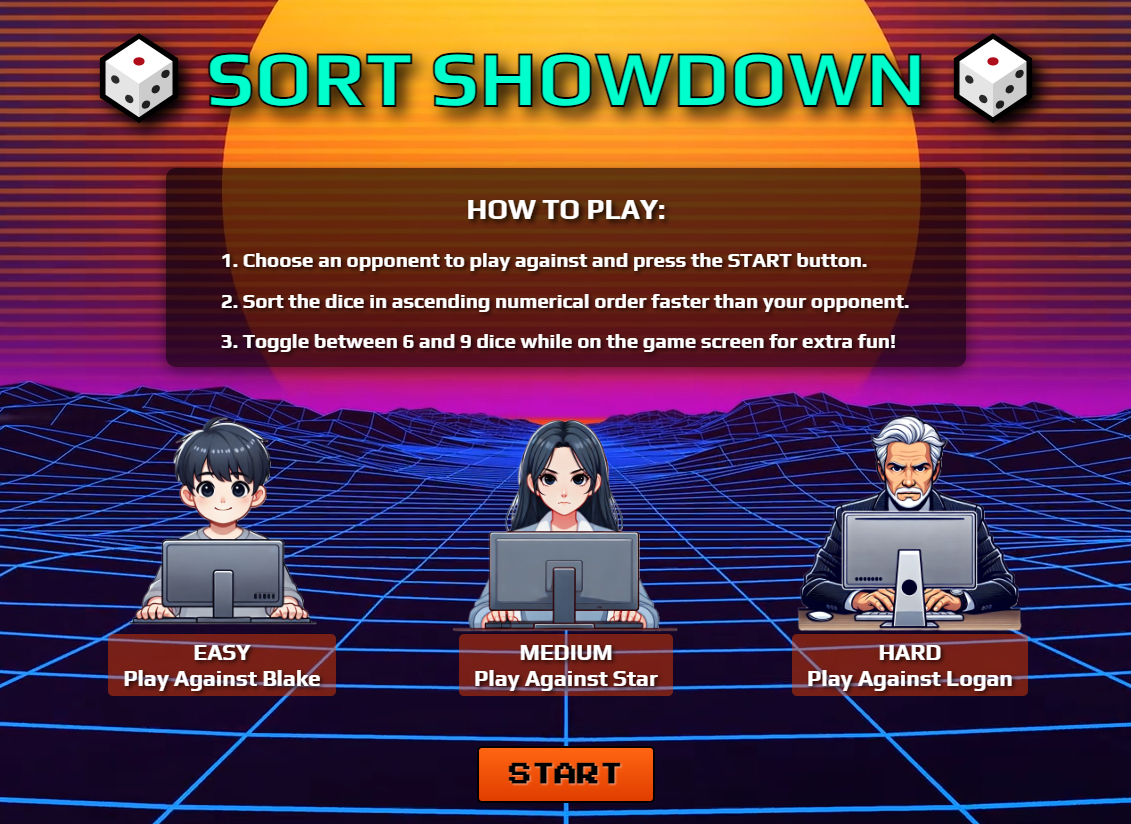 SORT SHOWDOWN
HOW TO PLAY:
1. Choose an opponent to play against and press the START button.
2. Sort the dice in ascending numerical order faster than your opponent.
3. Toggle between 6 and 9 dice while on the game screen for extra fun!
EASY
Play Against Blake
MEDIUM
Play Against Star
HARD
Play Against Logan
START